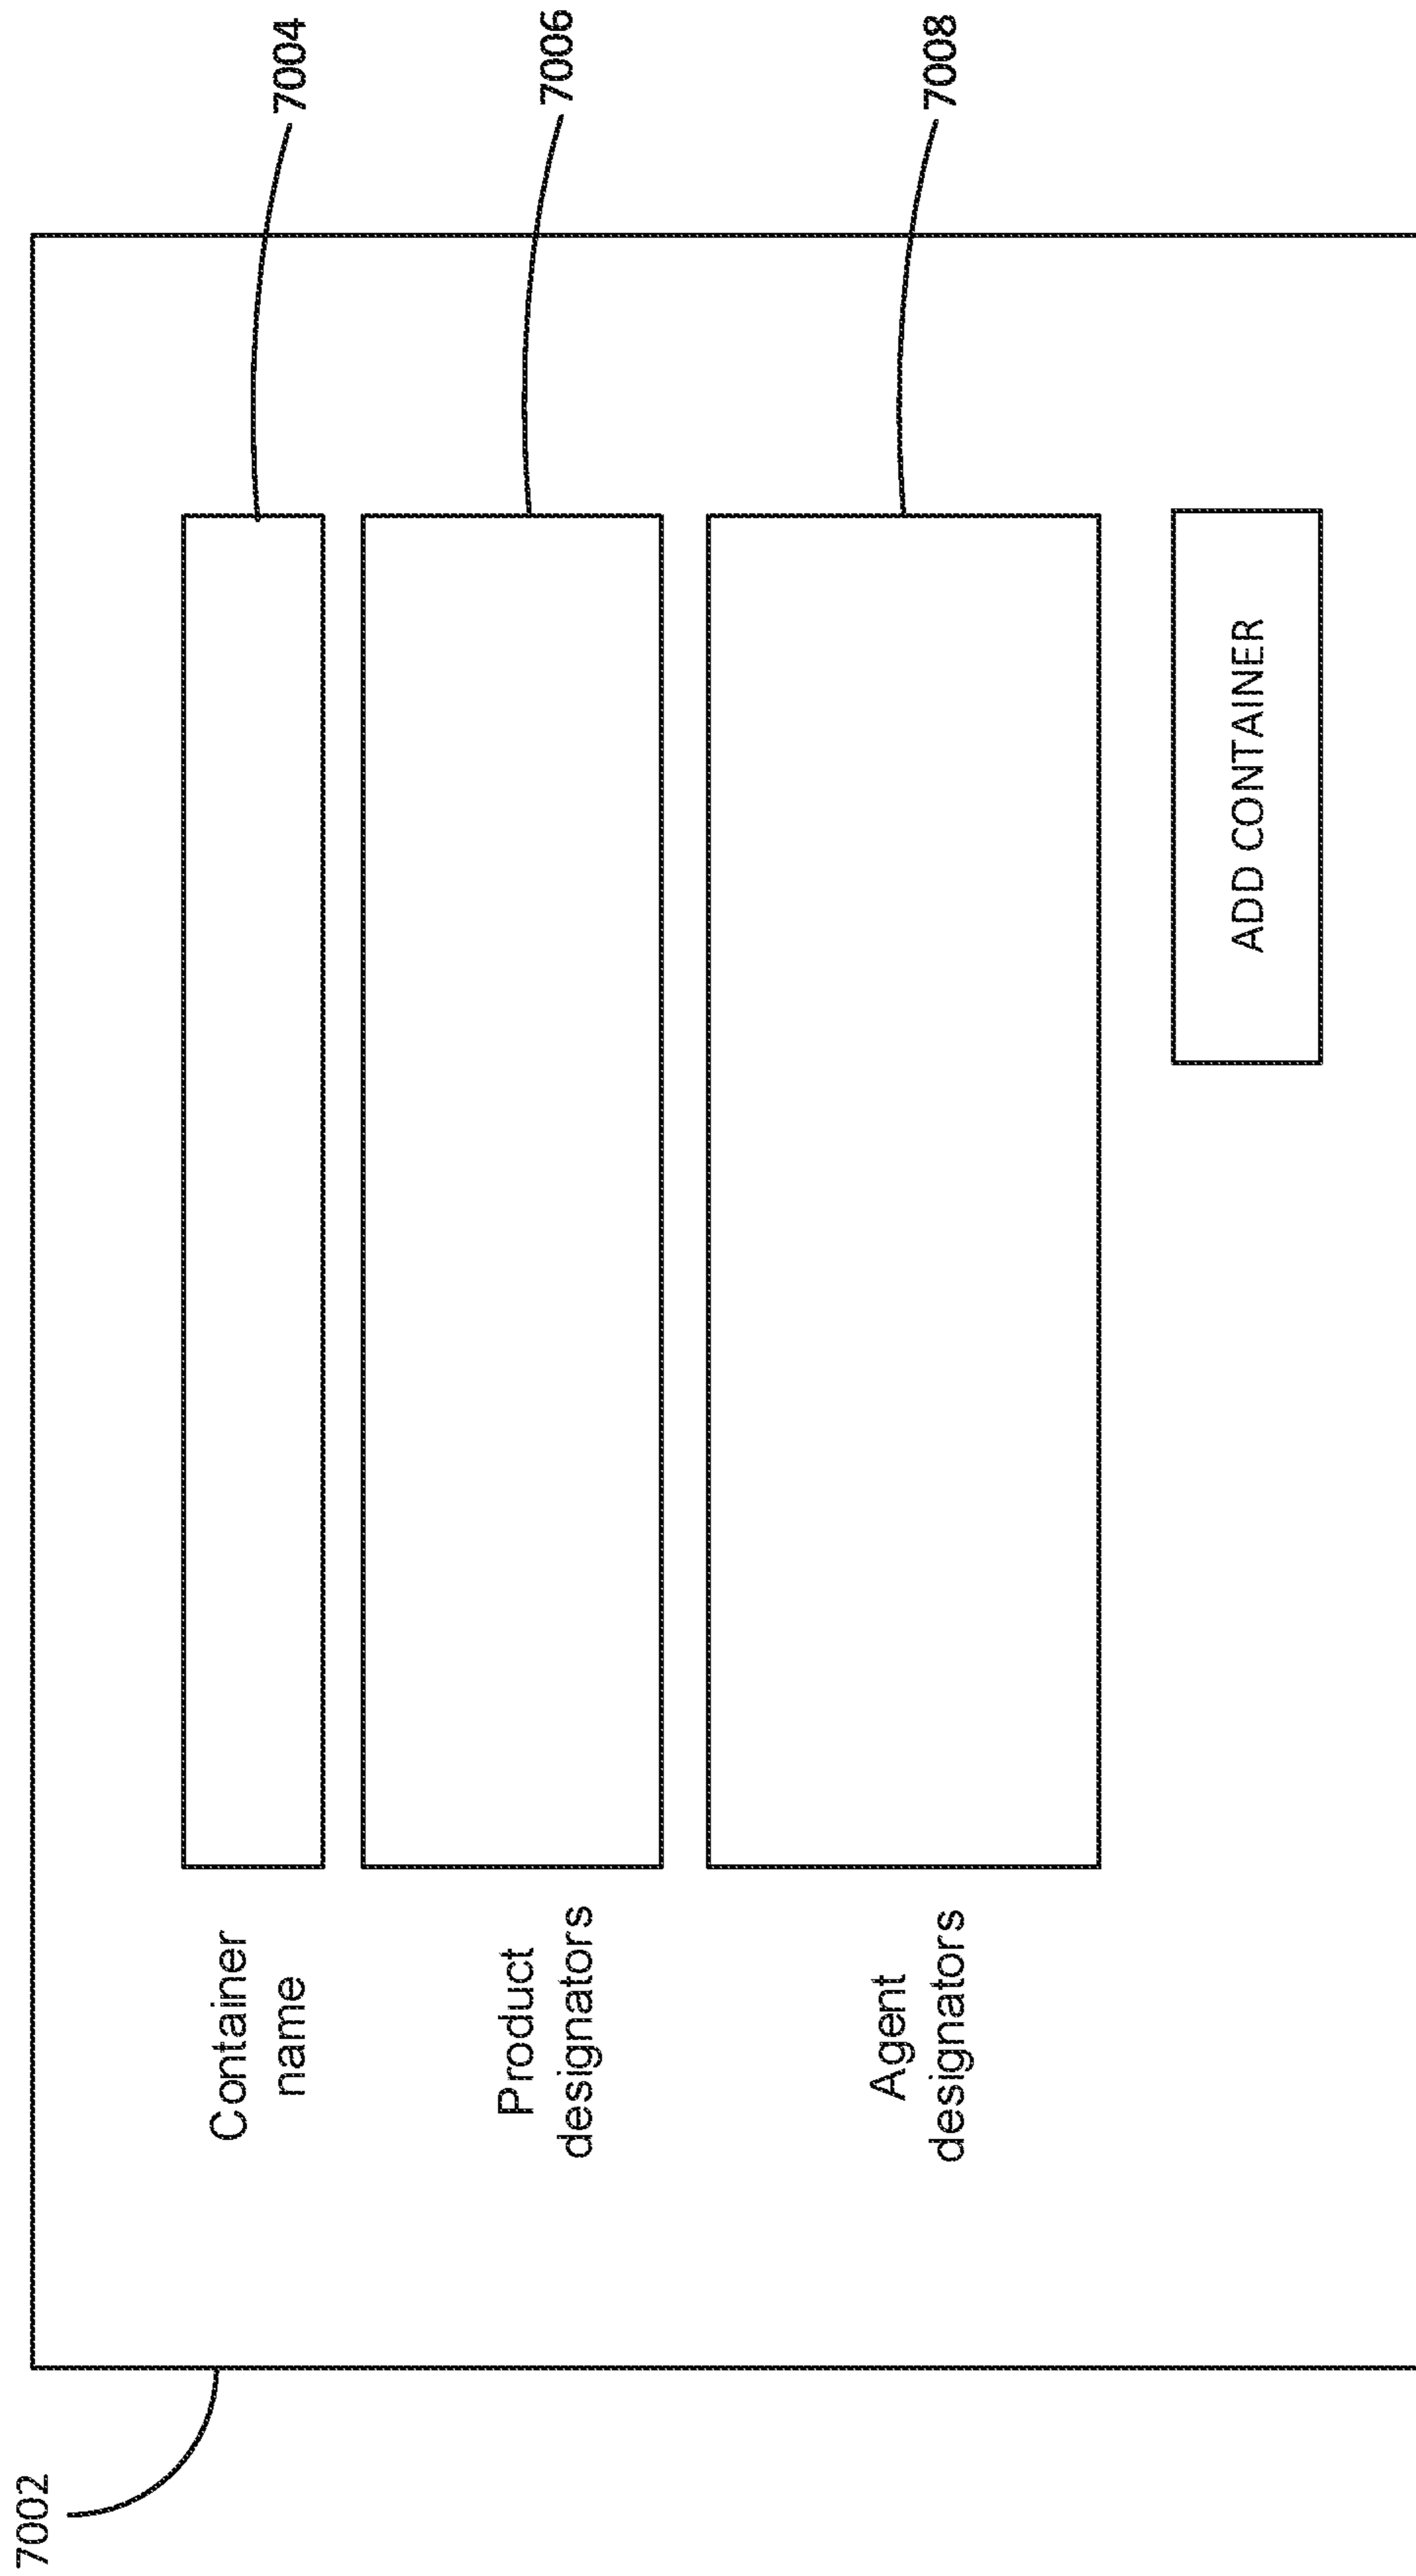 7002
7004
Container
name
7006
Product
designators
7008
Agent
designators
ADD CONTAINER